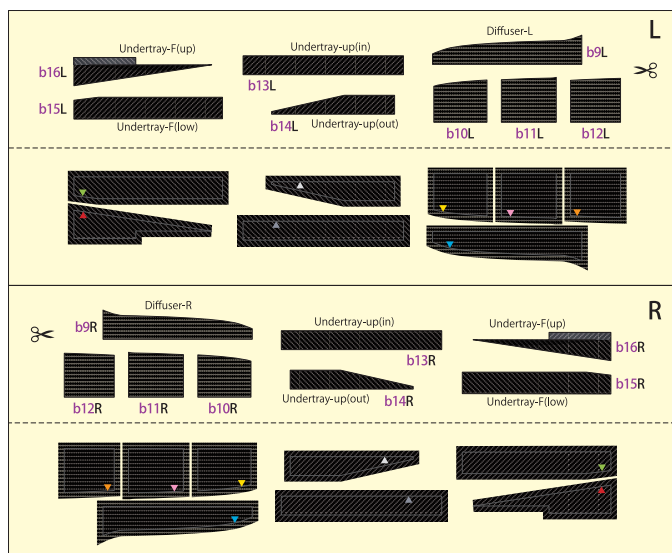 L
Undertray-F(up)
b16L
b15L
Undertray-F(low)
Undertray-up(in)
b13L
b14L
Undertray-up(out)
Diffuser-L
b9L
b10L
b11L
b12L
R
Diffuser-R
b9R
b12R
b11R
b10R
Undertray-up(in)
b13R
Undertray-up(out)
b14R
Undertray-F(up)
b16R
b15R
Undertray-F(low)